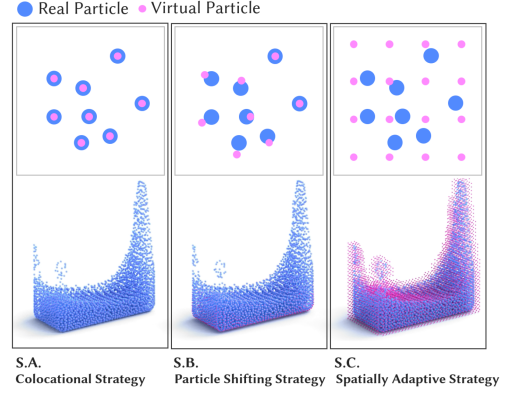 Real Particle Virtual Particle
S.A.
Colocational Strategy
S.B.
Particle Shifting Strategy
S.C.
Spatially Adaptive Strategy